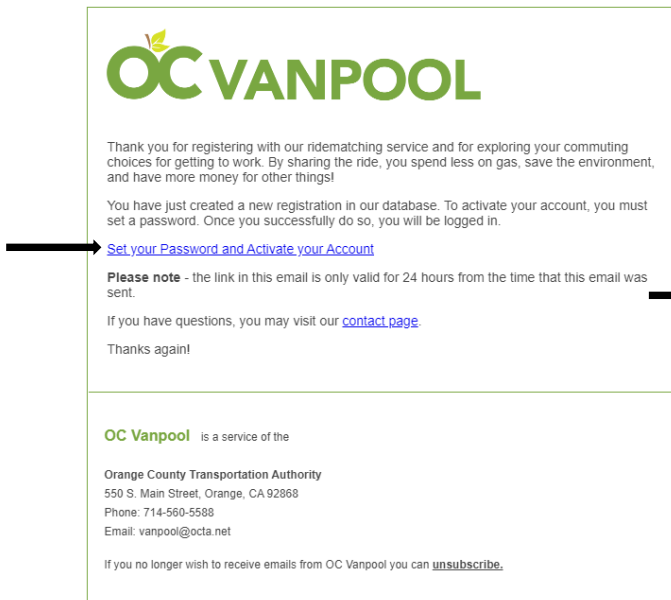 OC VANPOOL
Thank you for registering with our ridematching service and for exploring your commuting
choices for getting to work. By sharing the ride, you spend less on gas, save the environment,
and have more money for other things!
You have just created a new registration in our database. To activate your account, you must
set a password. Once you successfully do so, you will be logged in.
Set your Password and Activate your Account
Please note - the link in this email is only valid for 24 hours from the time that this email was
sent.
If you have questions, you may visit our contact page.
Thanks again!
OC Vanpool is a service of the
Orange County Transportation Authority
550 S. Main Street, Orange, CA 92868
Phone: 714-560-5588
Email: vanpool@octa.net
If you no longer wish to receive emails from OC Vanpool you can unsubscribe.